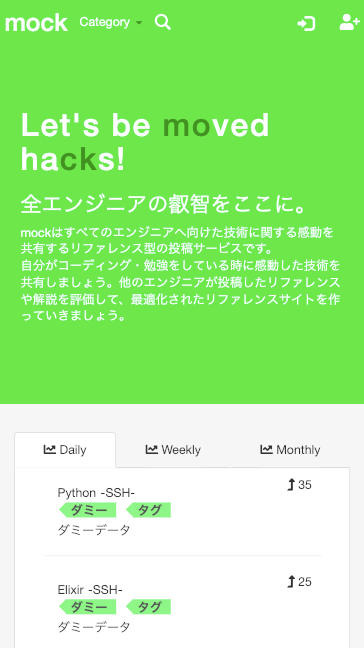 mock Category
Let's be moved
hacks!
全エンジニアの叡智をここに。
mockはすべてのエンジニアへ向けた技術に関する感動を
共有するリファレンス型の投稿サービスです。
自分がコーディング・勉強をしている時に感動した技術を
共有しましょう。他のエンジニアが投稿したリファレンス
や解説を評価して、最適化されたリファレンスサイトを作
っていきましょう。
Daily Weekly Monthly
Python -SSH- 35
ダミー タグ
ダミーデータ
Elixir -SSH- 25
ダミー タグ
ダミーデータ